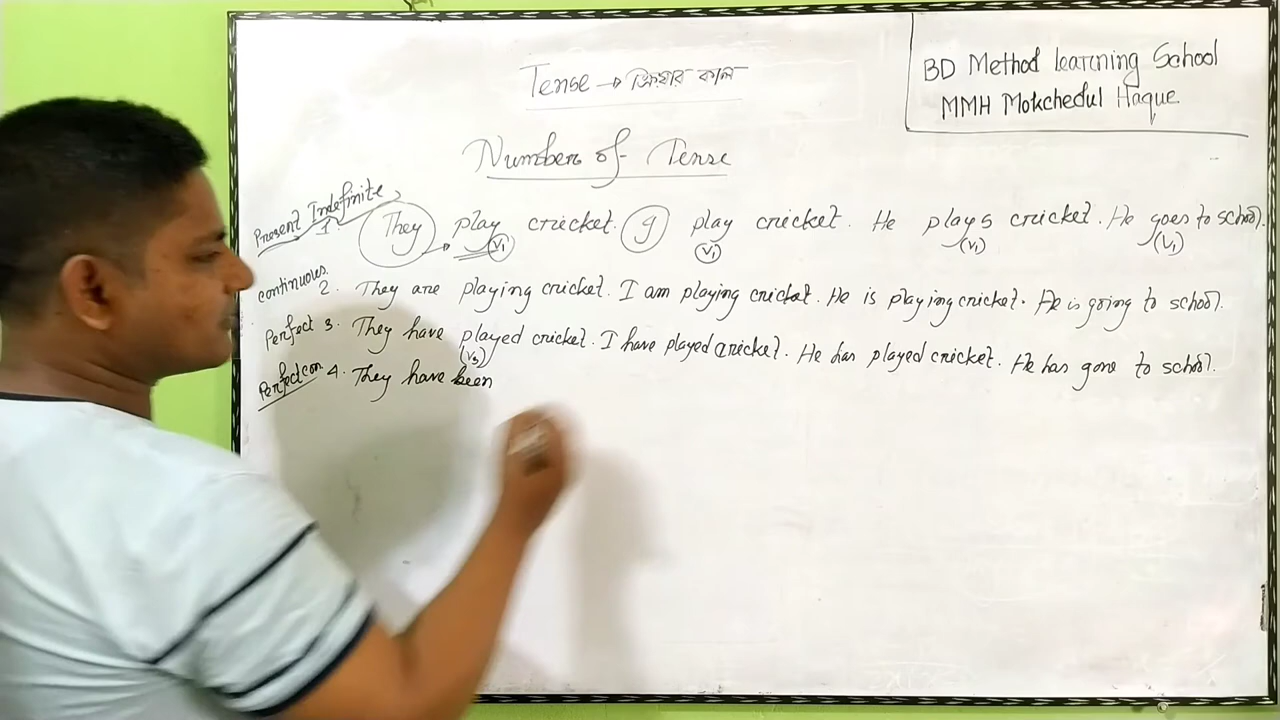 Tense → ক্রিয়ার কাল
BD Method learning School
MMH Mokchedul Haque
Number of Tense
Present Indefinite
1 They play cricket. I play cricket. He plays cricket. He goes to school.
(V1) (V1) (V1) (V1)
continuous 2. They are playing cricket. I am playing cricket. He is playing cricket. He is going to school.
Perfect 3. They have played cricket. I have played cricket. He has played cricket. He has gone to school.
(V3)
Perfect con 4. They have been